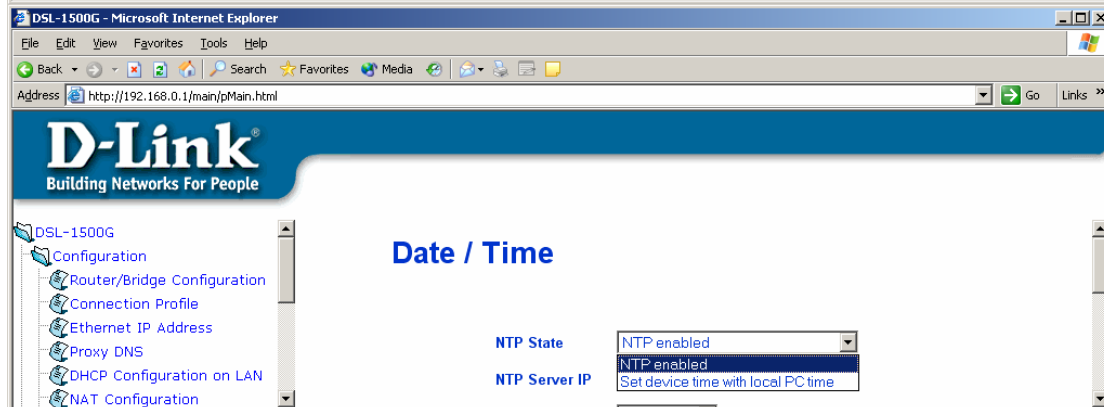 DSL-1500G - Microsoft Internet Explorer
File Edit View Favorites Tools Help
Back Search Favorites Media
Address http://192.168.0.1/main/pMain.html Go Links »
D-Link®
Building Networks For People
DSL-1500G
Configuration
Router/Bridge Configuration
Connection Profile
Ethernet IP Address
Proxy DNS
DHCP Configuration on LAN
NAT Configuration
Date / Time
NTP State NTP enabled
NTP enabled
NTP Server IP Set device time with local PC time